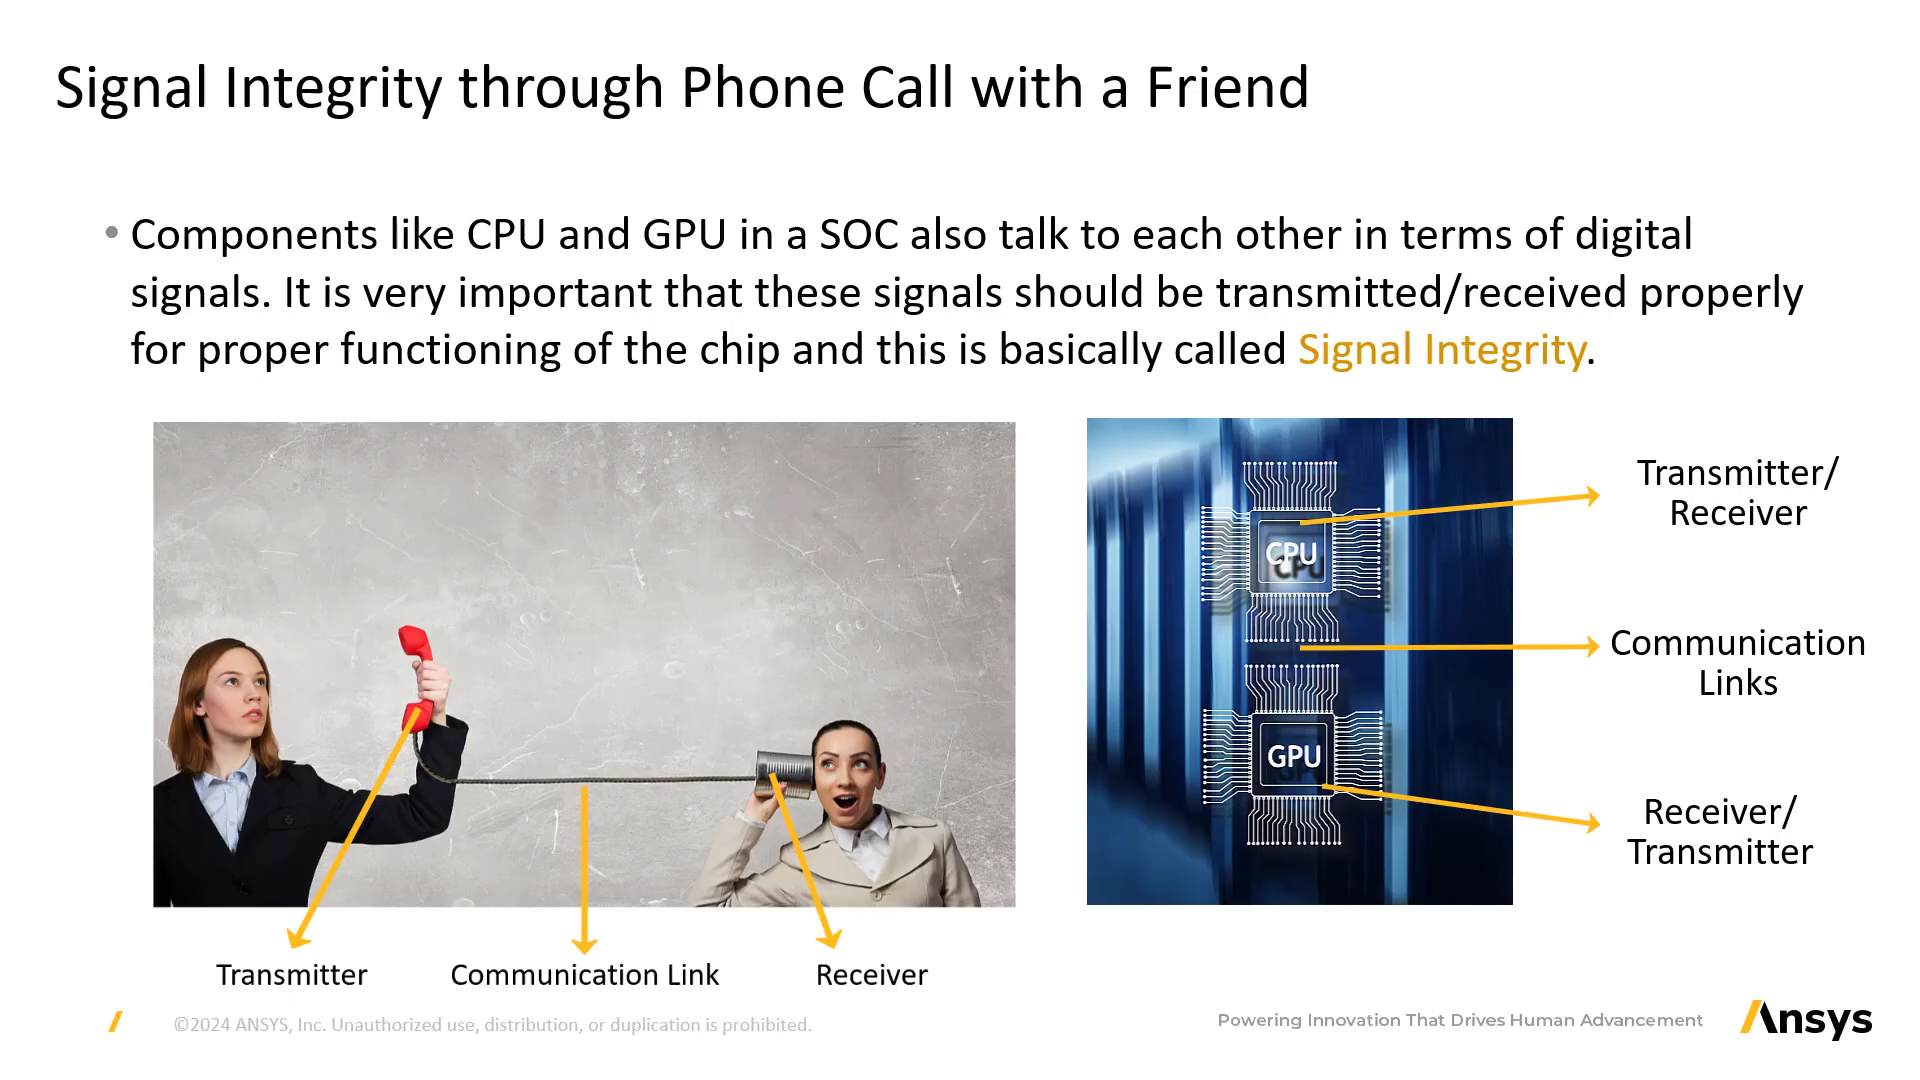 Signal Integrity through Phone Call with a Friend
• Components like CPU and GPU in a SOC also talk to each other in terms of digital
signals. It is very important that these signals should be transmitted/received properly
for proper functioning of the chip and this is basically called Signal Integrity.
Transmitter
Communication Link
Receiver
CPU
GPU
Transmitter/
Receiver
Communication
Links
Receiver/
Transmitter
©2024 ANSYS, Inc. Unauthorized use, distribution, or duplication is prohibited.
Powering Innovation That Drives Human Advancement
Ansys